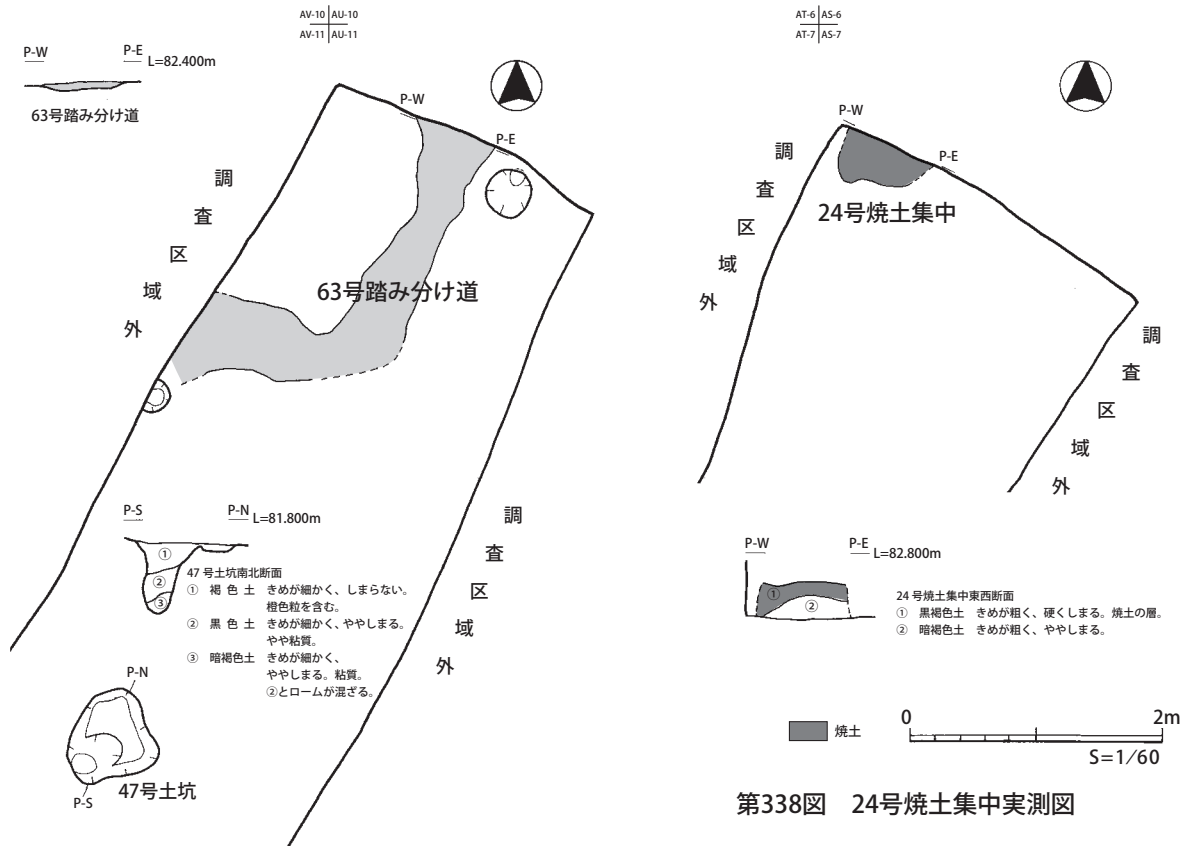 AV-10 AU-10
AV-11 AU-11
P-W P-E L=82.400m
63号踏み分け道
P-W
P-E
調査区域外
63号踏み分け道
P-S P-N L=81.800m
①
②
③
47号土坑南北断面
① 褐色土 きめが細かく、しまらない。
橙色粒を含む。
② 黒色土 きめが細かく、ややしまる。
やや粘質。
③ 暗褐色土 きめが細かく、
ややしまる。粘質。
②とロームが混ざる。
調査区域外
P-N
P-S
47号土坑
AT-6 AS-6
AT-7 AS-7
P-W
P-E
調査区域外
24号焼土集中
調査区域外
P-W P-E L=82.800m
①
②
24号焼土集中東西断面
① 黒褐色土 きめが粗く、硬くしまる。焼土の層。
② 暗褐色土 きめが粗く、ややしまる。
焼土
0 2m
S=1/60
第338図 24号焼土集中実測図